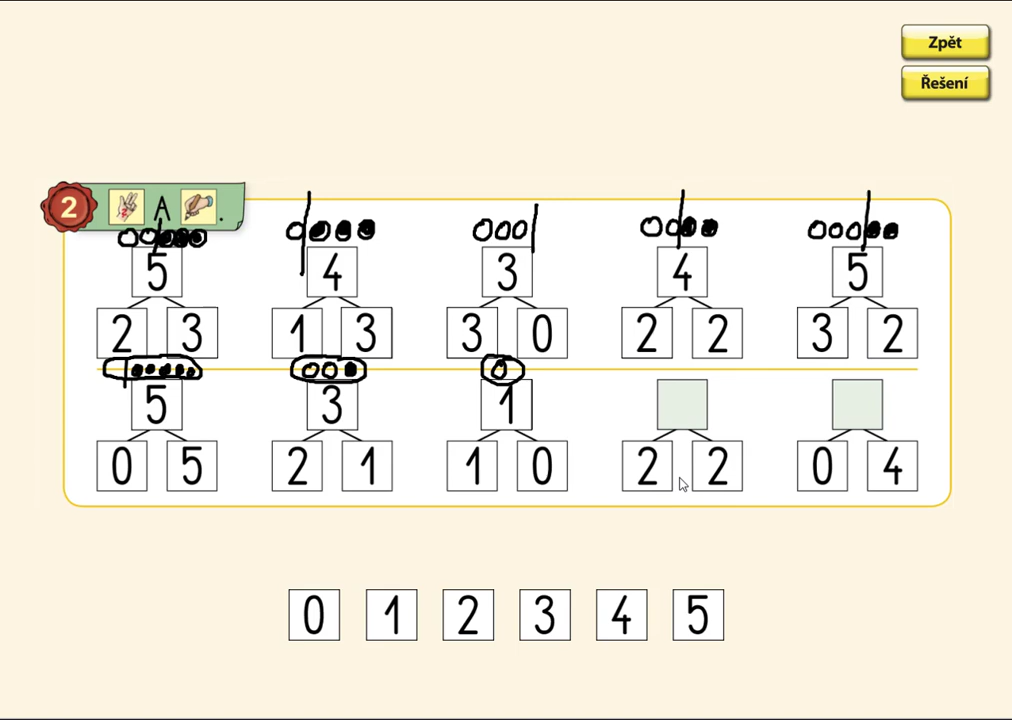 Zpět
Řešení
2 A .
5 4 3 4 5
2 3 1 3 3 0 2 2 3 2
5 3 1
0 5 2 1 1 0 2 2 0 4
0 1 2 3 4 5